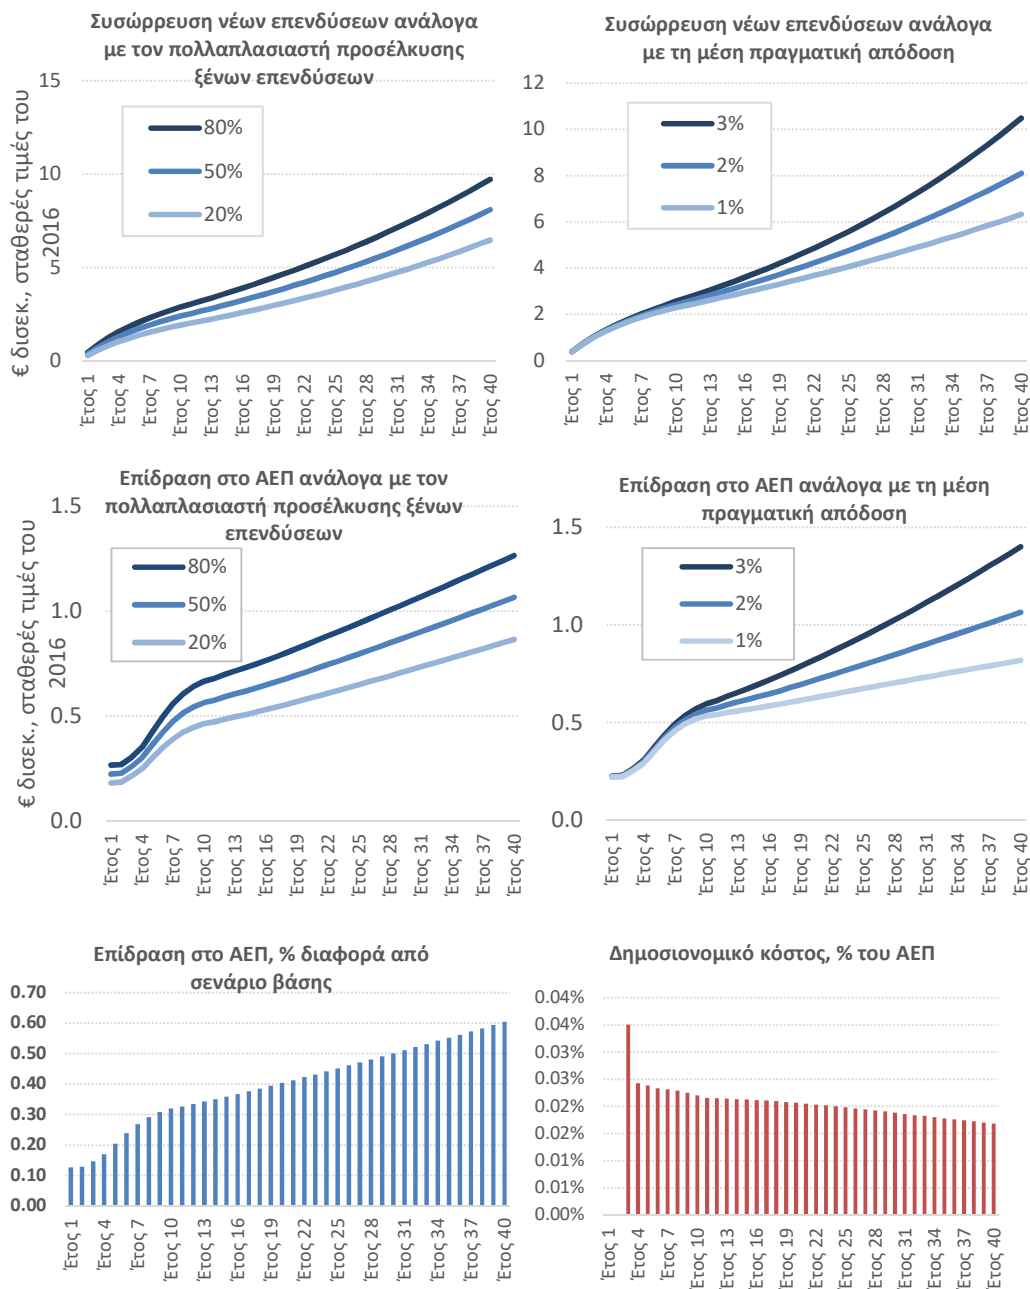 Συσώρρευση νέων επενδύσεων ανάλογα
με τον πολλαπλασιαστή προσέλκυσης
ξένων επενδύσεων
€ δισεκ., σταθερές τιμές του
2016
15
10
5
0
80%
50%
20%
Έτος 1
Έτος 4
Έτος 7
Έτος 10
Έτος 13
Έτος 16
Έτος 19
Έτος 22
Έτος 25
Έτος 28
Έτος 31
Έτος 34
Έτος 37
Έτος 40
Συσώρρευση νέων επενδύσεων ανάλογα
με τη μέση πραγματική απόδοση
12
10
8
6
4
2
0
3%
2%
1%
Έτος 1
Έτος 4
Έτος 7
Έτος 10
Έτος 13
Έτος 16
Έτος 19
Έτος 22
Έτος 25
Έτος 28
Έτος 31
Έτος 34
Έτος 37
Έτος 40
Επίδραση στο ΑΕΠ ανάλογα με τον
πολλαπλασιαστή προσέλκυσης ξένων
επενδύσεων
€ δισεκ., σταθερές τιμές του
2016
1.5
1.0
0.5
0.0
80%
50%
20%
Έτος 1
Έτος 4
Έτος 7
Έτος 10
Έτος 13
Έτος 16
Έτος 19
Έτος 22
Έτος 25
Έτος 28
Έτος 31
Έτος 34
Έτος 37
Έτος 40
Επίδραση στο ΑΕΠ ανάλογα με τη μέση
πραγματική απόδοση
1.5
1.0
0.5
0.0
3%
2%
1%
Έτος 1
Έτος 4
Έτος 7
Έτος 10
Έτος 13
Έτος 16
Έτος 19
Έτος 22
Έτος 25
Έτος 28
Έτος 31
Έτος 34
Έτος 37
Έτος 40
Επίδραση στο ΑΕΠ, % διαφορά από
σενάριο βάσης
0.70
0.60
0.50
0.40
0.30
0.20
0.10
0.00
Έτος 1
Έτος 4
Έτος 7
Έτος 10
Έτος 13
Έτος 16
Έτος 19
Έτος 22
Έτος 25
Έτος 28
Έτος 31
Έτος 34
Έτος 37
Έτος 40
Δημοσιονομικό κόστος, % του ΑΕΠ
0.04%
0.04%
0.03%
0.03%
0.02%
0.02%
0.01%
0.01%
0.00%
Έτος 1
Έτος 4
Έτος 7
Έτος 10
Έτος 13
Έτος 16
Έτος 19
Έτος 22
Έτος 25
Έτος 28
Έτος 31
Έτος 34
Έτος 37
Έτος 40